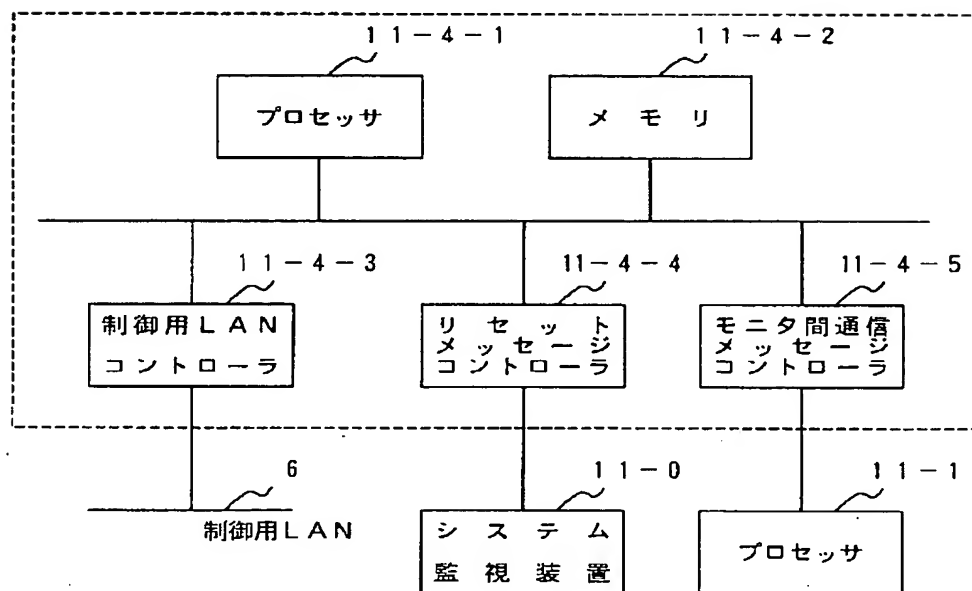 11-4-1
11-4-2
プロセッサ
メモリ
11-4-3
11-4-4
11-4-5
制御用LAN
コントローラ
リセット
メッセージ
コントローラ
モニタ間通信
メッセージ
コントローラ
6
制御用LAN
11-0
システム
監視装置
11-1
プロセッサ